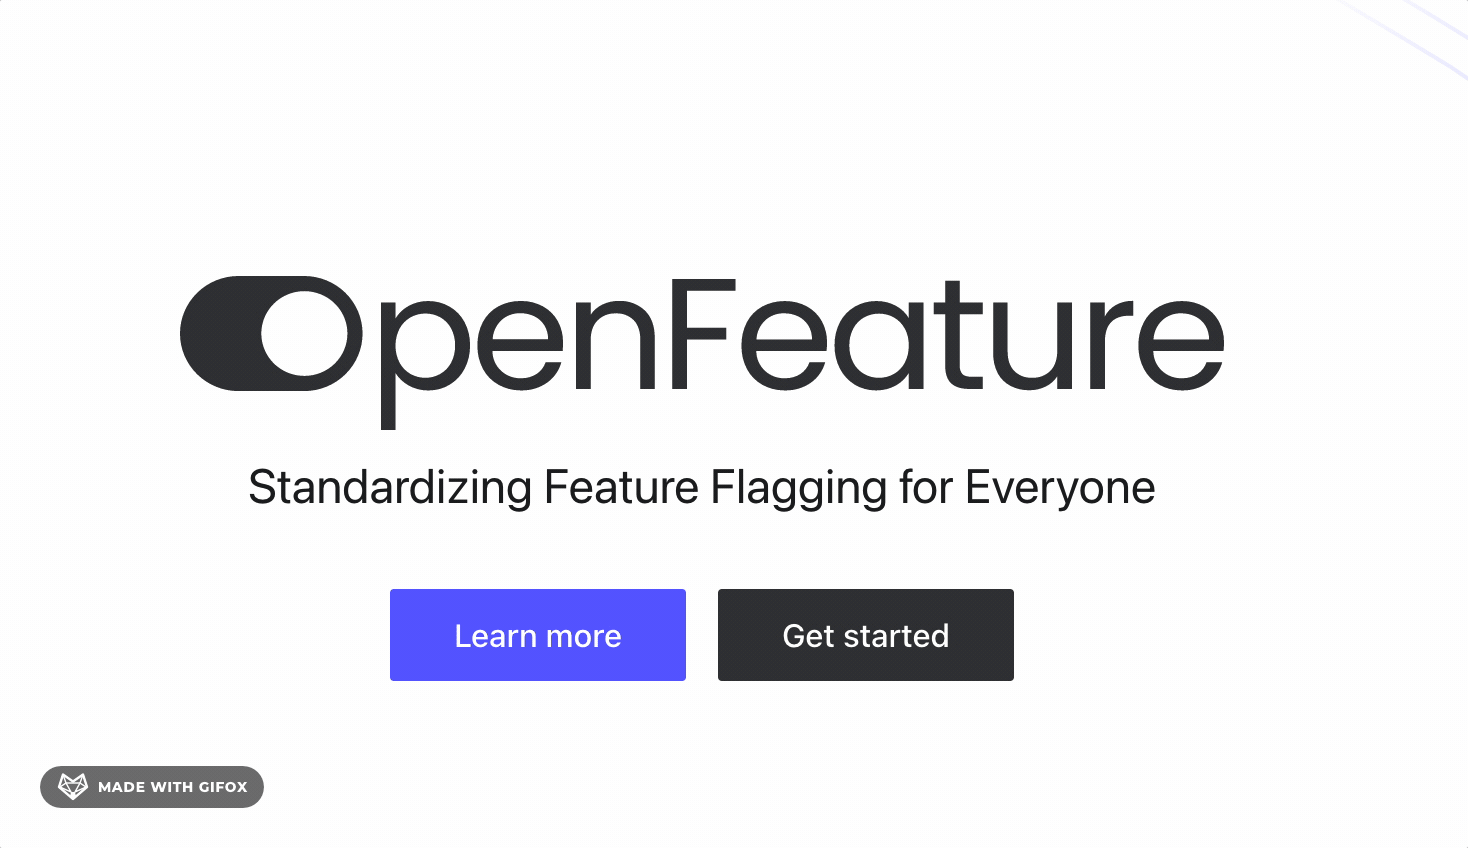 OpenFeature
Standardizing Feature Flagging for Everyone
Learn more
Get started
MADE WITH GIFOX